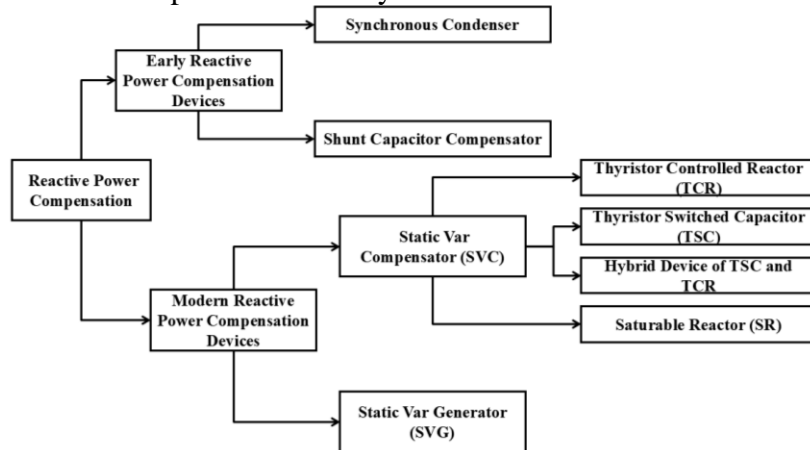 Synchronous Condenser
Early Reactive
Power Compensation
Devices
Shunt Capacitor Compensator
Reactive Power
Compensation
Thyristor Controlled Reactor
(TCR)
Thyristor Switched Capacitor
(TSC)
Static Var
Compensator (SVC)
Hybrid Device of TSC and
TCR
Modern Reactive
Power Compensation
Devices
Saturable Reactor (SR)
Static Var Generator
(SVG)